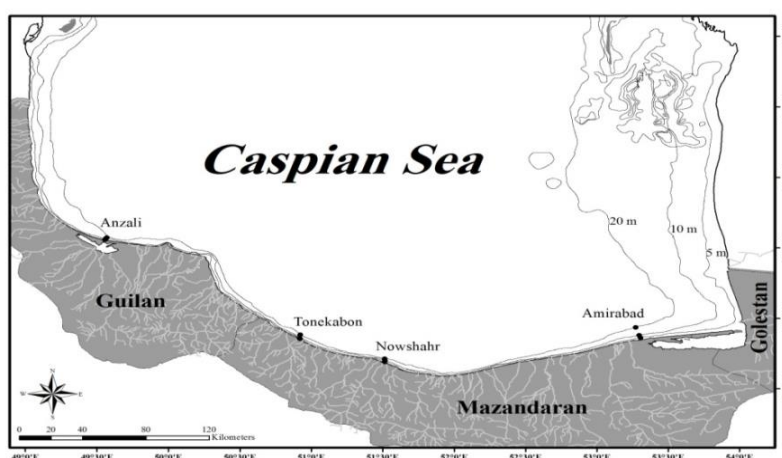 Caspian Sea
20 m
10 m
5 m
Anzali
Guilan
Tonekabon
Nowshahr
Amirabad
Golestan
Mazandaran
N
W E
S
0 20 40 80 120
Kilometers